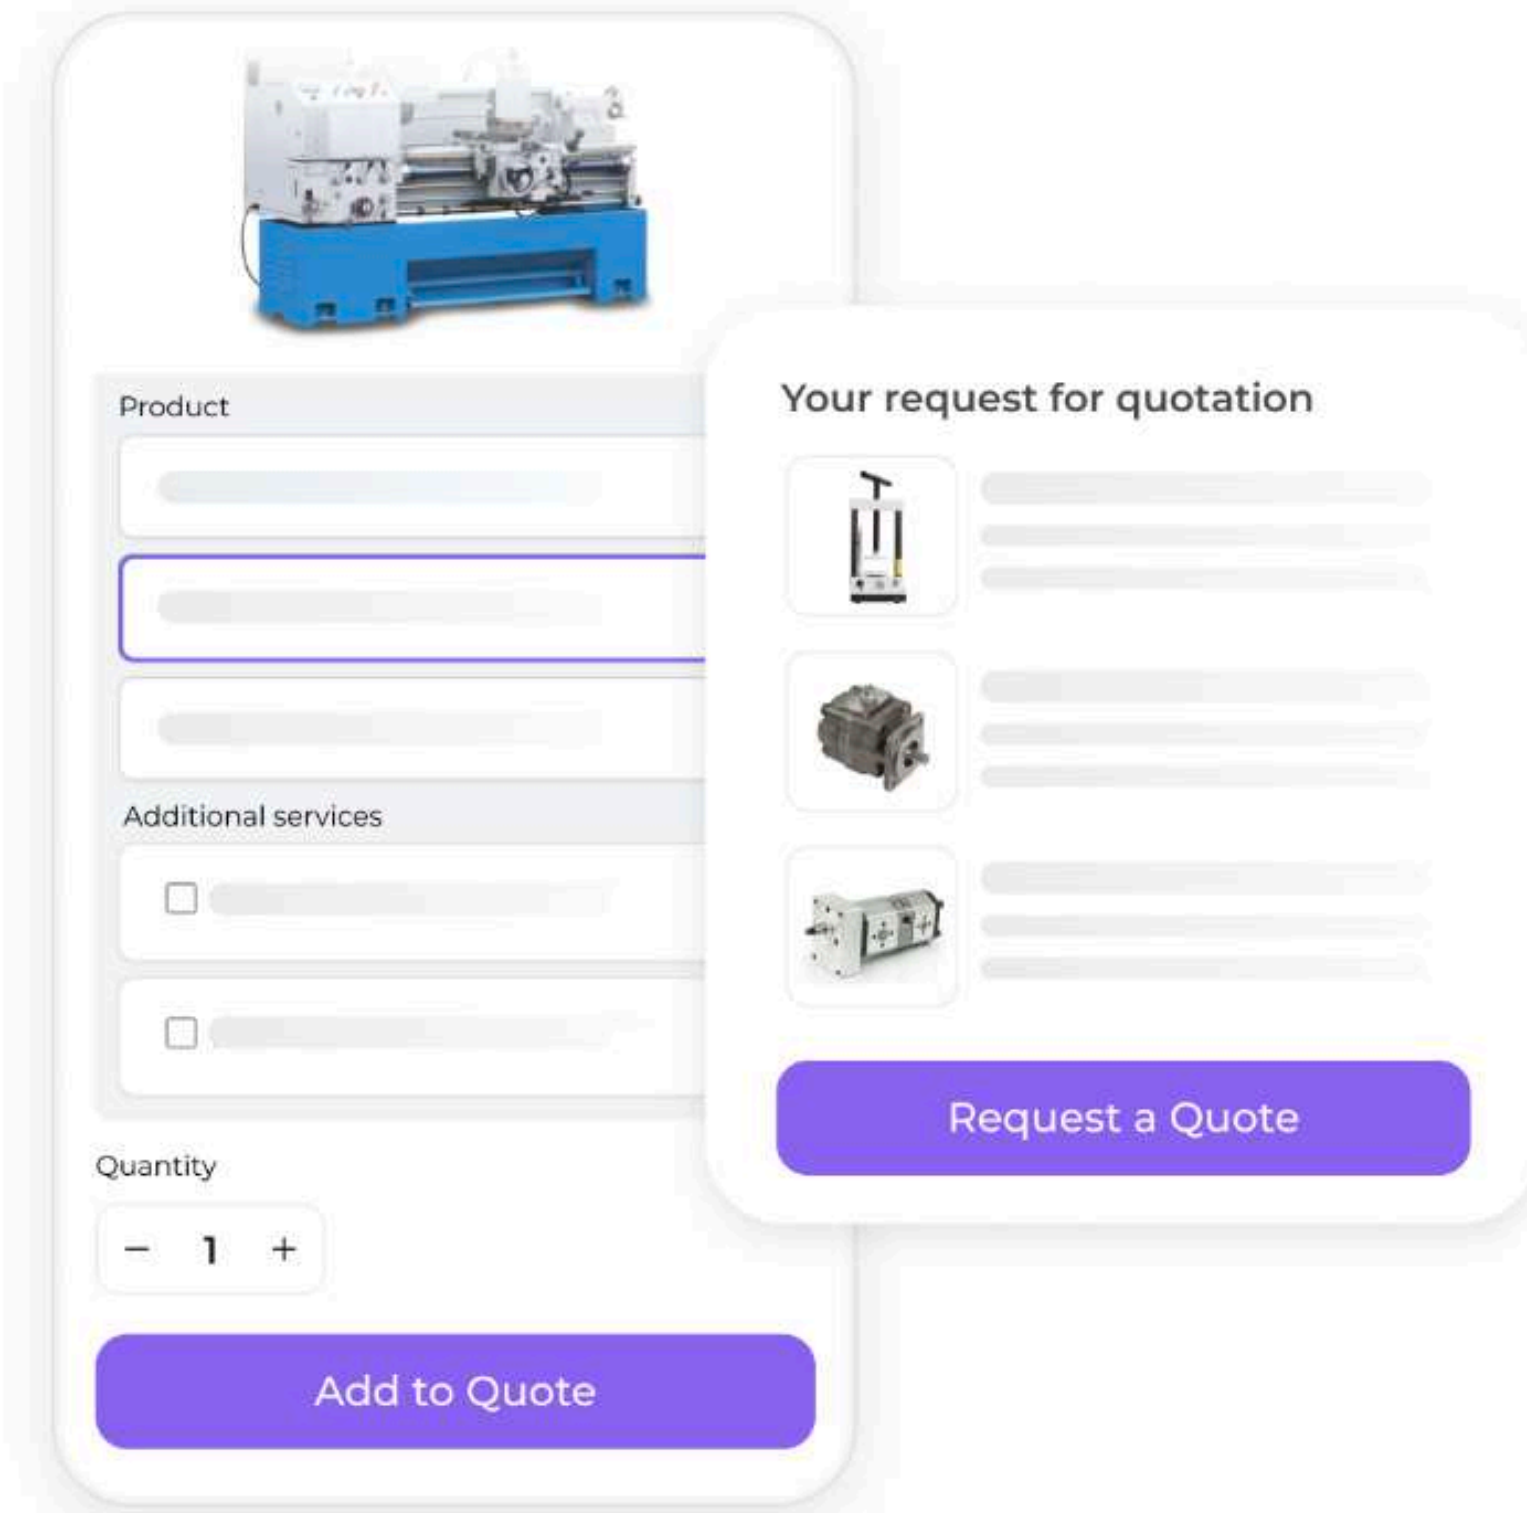 Product
Additional services
Quantity
− 1 +
Add to Quote
Your request for quotation
Request a Quote